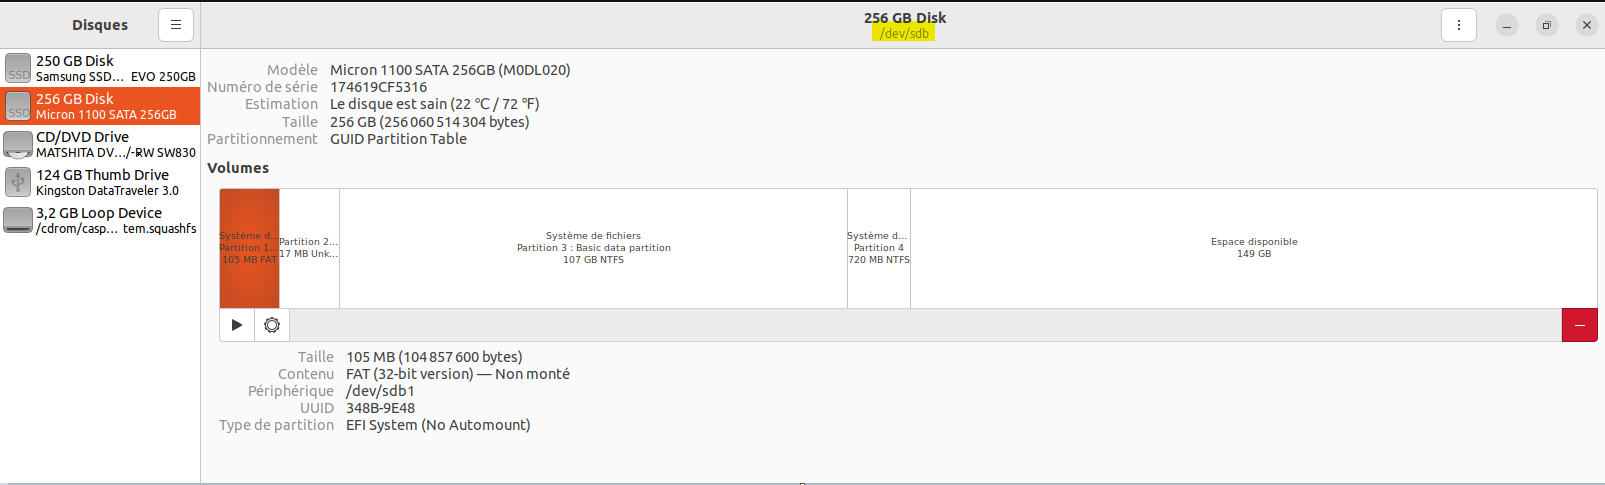 Disques
256 GB Disk
/dev/sdb
250 GB Disk
Samsung SSD… EVO 250GB
256 GB Disk
Micron 1100 SATA 256GB
CD/DVD Drive
MATSHITA DV…/-RW SW830
124 GB Thumb Drive
Kingston DataTraveler 3.0
3,2 GB Loop Device
/cdrom/casp… tem.squashfs
SSD
SSD
Modèle Micron 1100 SATA 256GB (M0DL020)
Numéro de série 174619CF5316
Estimation Le disque est sain (22 °C / 72 °F)
Taille 256 GB (256 060 514 304 bytes)
Partitionnement GUID Partition Table
Volumes
Système d…
Partition 1…
105 MB FAT
Partition 2…
17 MB Unk…
Système de fichiers
Partition 3 : Basic data partition
107 GB NTFS
Système d…
Partition 4
720 MB NTFS
Espace disponible
149 GB
Taille 105 MB (104 857 600 bytes)
Contenu FAT (32-bit version) — Non monté
Périphérique /dev/sdb1
UUID 348B-9E48
Type de partition EFI System (No Automount)